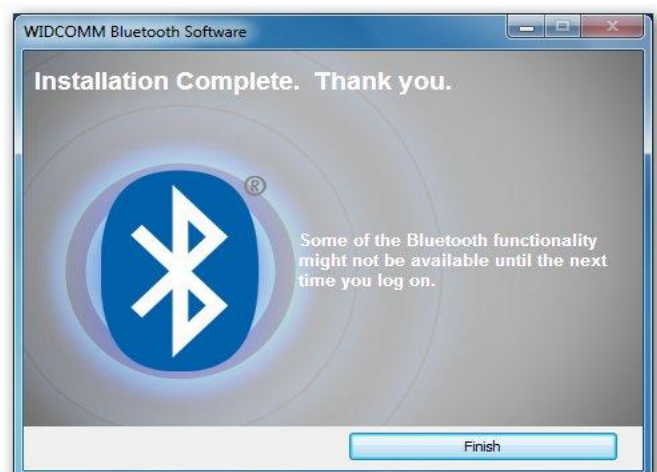 WIDCOMM Bluetooth Software
Installation Complete. Thank you.
®
Some of the Bluetooth functionality
might not be available until the next
time you log on.
Finish